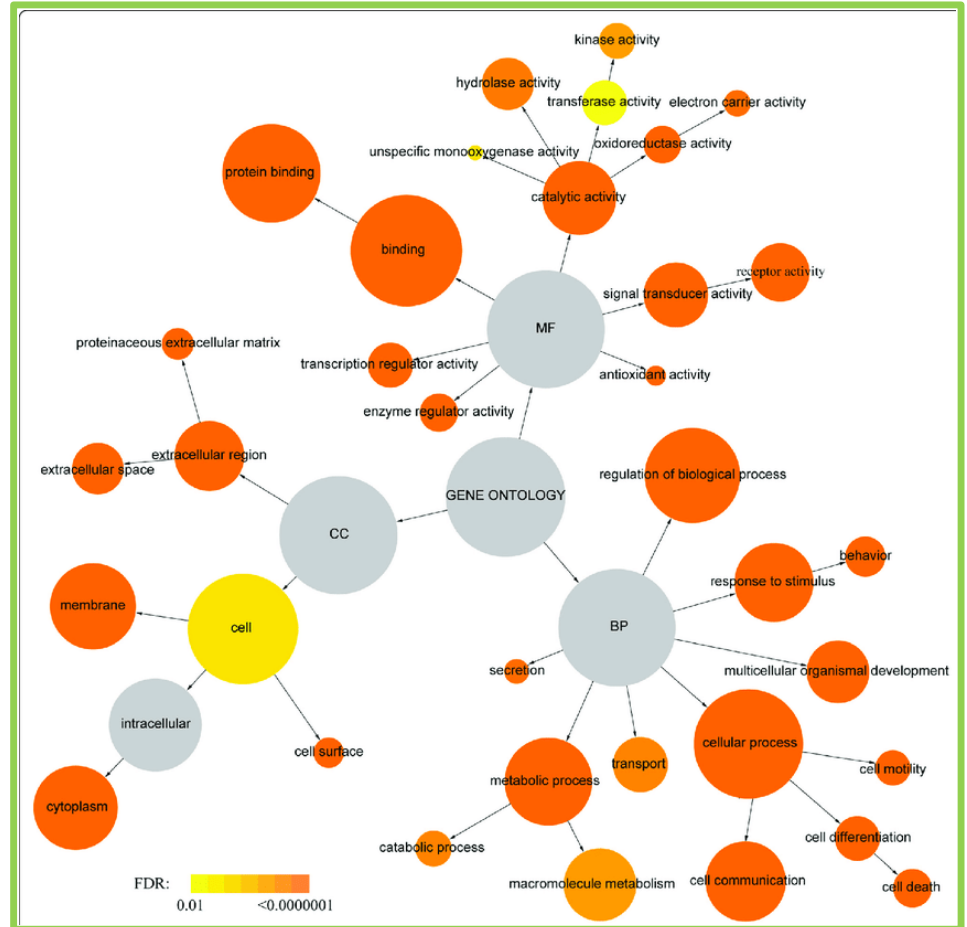 kinase activity
hydrolase activity
transferase activity
electron carrier activity
oxidoreductase activity
unspecific monooxygenase activity
protein binding
catalytic activity
binding
receptor activity
signal transducer activity
MF
proteinaceous extracellular matrix
transcription regulator activity
antioxidant activity
enzyme regulator activity
extracellular region
extracellular space
regulation of biological process
GENE ONTOLOGY
CC
behavior
response to stimulus
membrane
cell
BP
secretion
multicellular organismal development
intracellular
cellular process
cell surface
transport
cell motility
metabolic process
cytoplasm
cell differentiation
catabolic process
macromolecule metabolism
cell communication
cell death
FDR:
0.01 <0.0000001